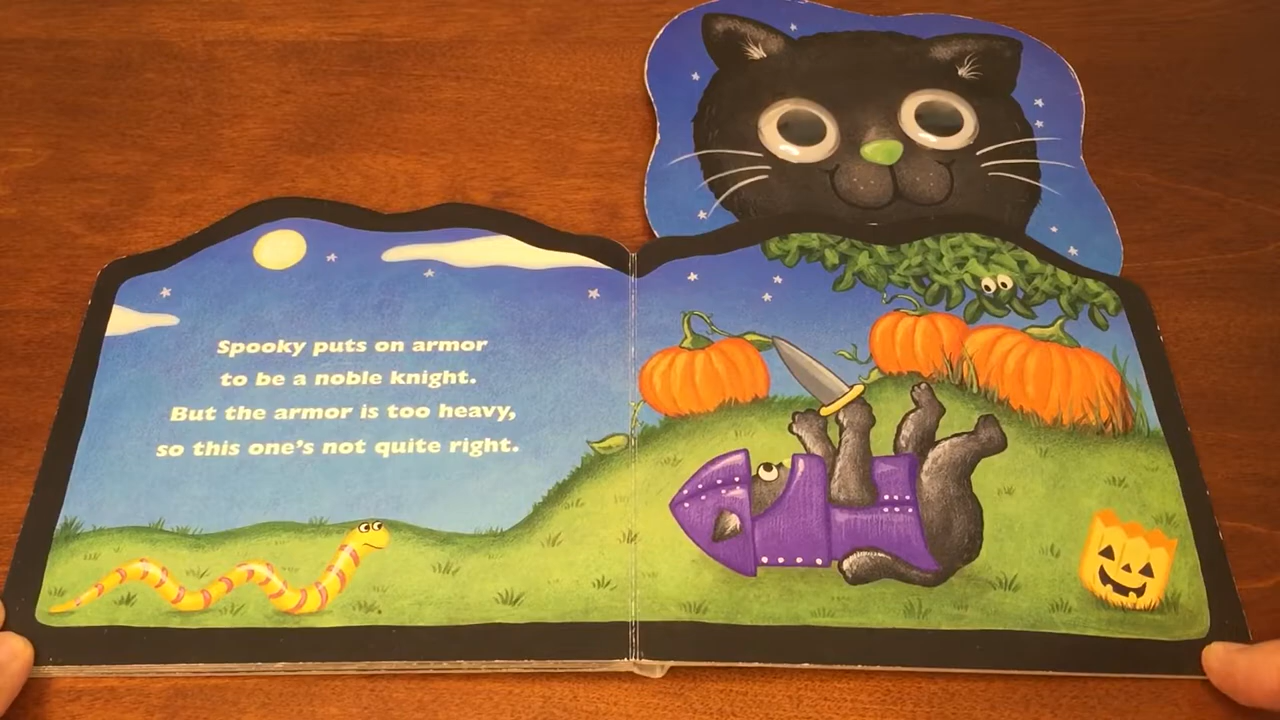 Spooky puts on armor
to be a noble knight.
But the armor is too heavy,
so this one's not quite right.